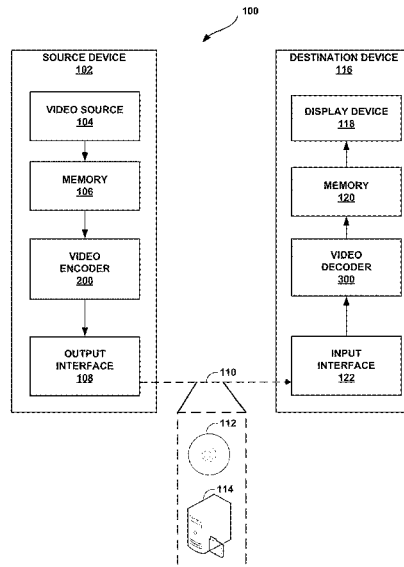 100
SOURCE DEVICE
102
VIDEO SOURCE
104
MEMORY
106
VIDEO
ENCODER
200
OUTPUT
INTERFACE
108
DESTINATION DEVICE
116
DISPLAY DEVICE
118
MEMORY
120
VIDEO
DECODER
300
INPUT
INTERFACE
122
110
112
114